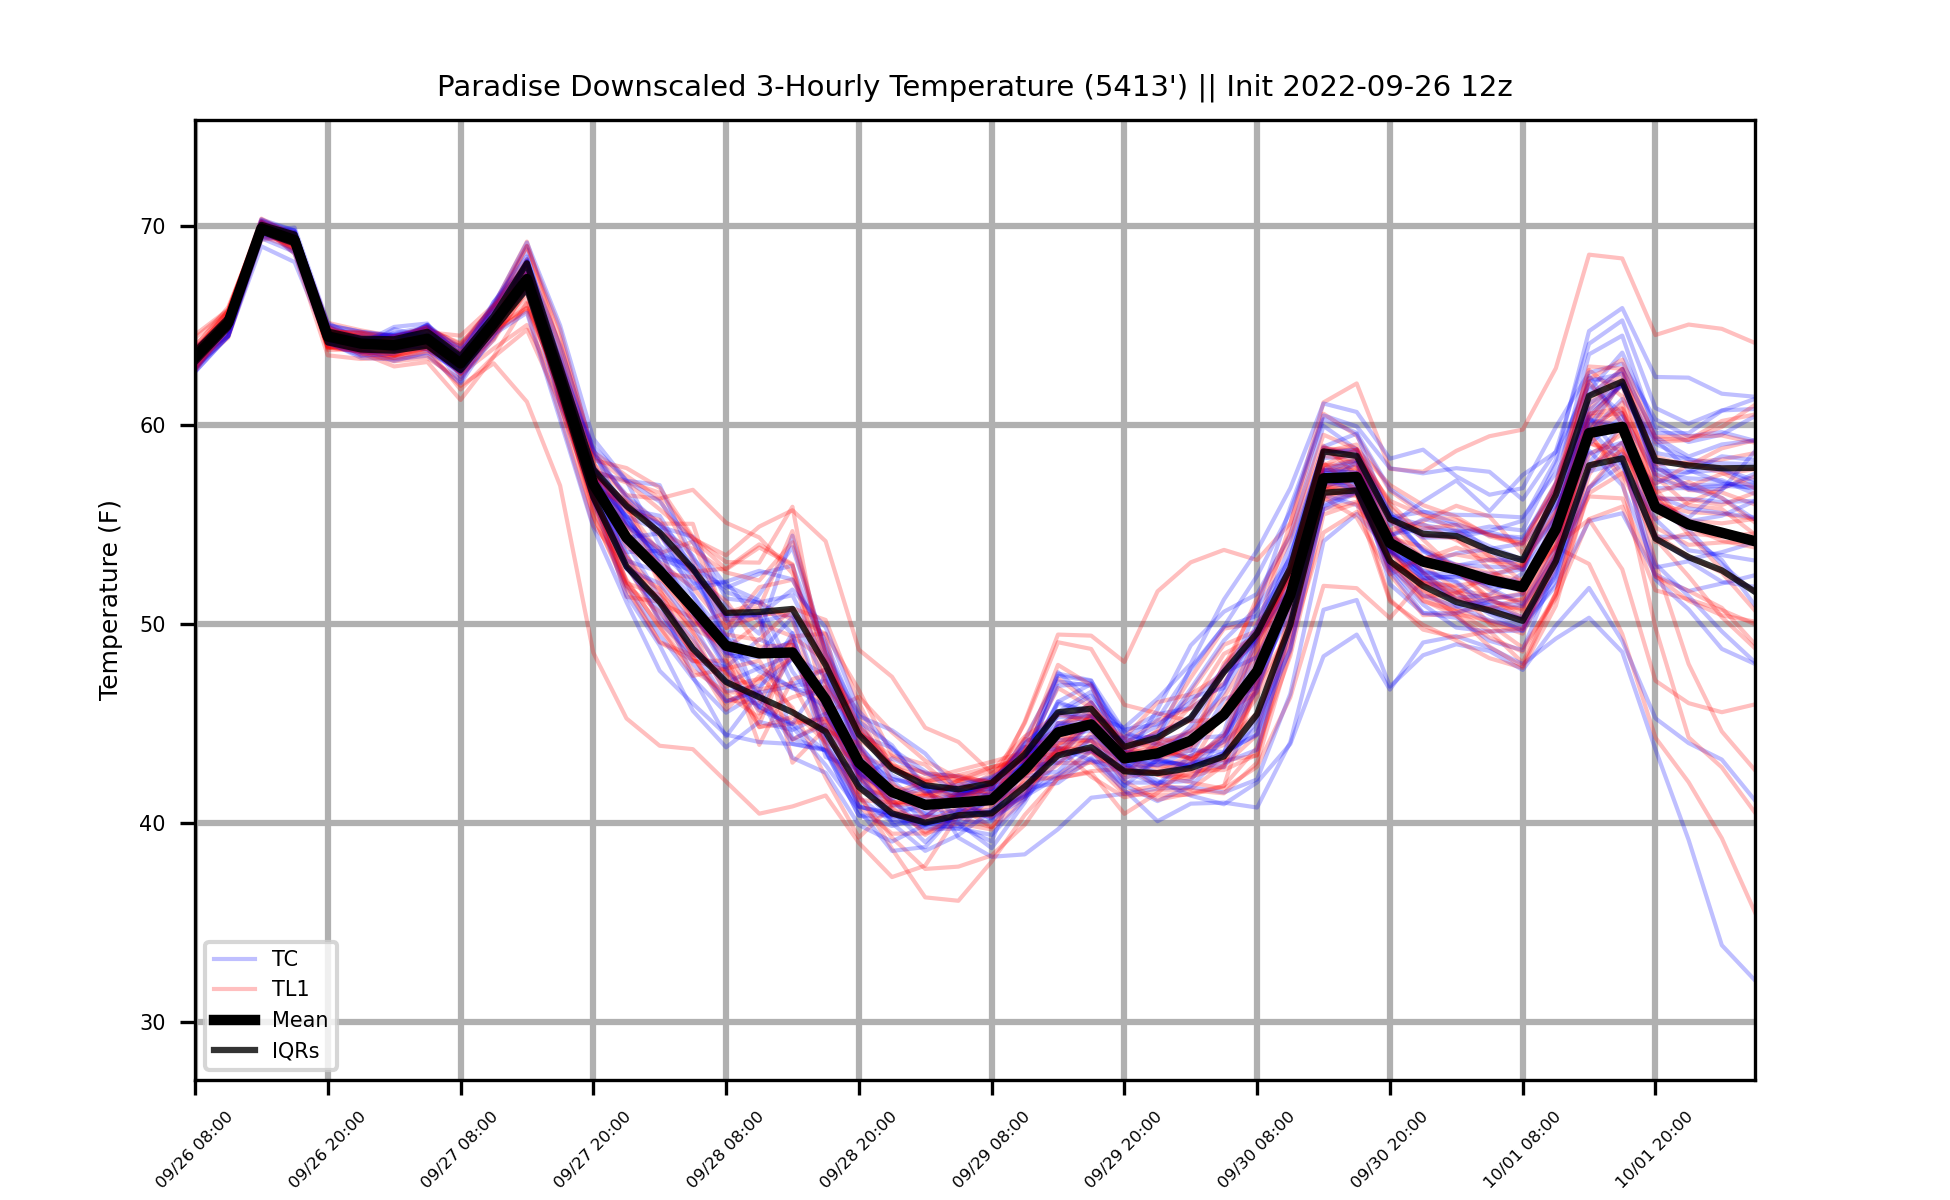 Paradise Downscaled 3-Hourly Temperature (5413') || Init 2022-09-26 12z
Temperature (F)
70
60
50
40
30
TC
TL1
Mean
IQRs
09/26 08:00
09/26 20:00
09/27 08:00
09/27 20:00
09/28 08:00
09/28 20:00
09/29 08:00
09/29 20:00
09/30 08:00
09/30 20:00
10/01 08:00
10/01 20:00